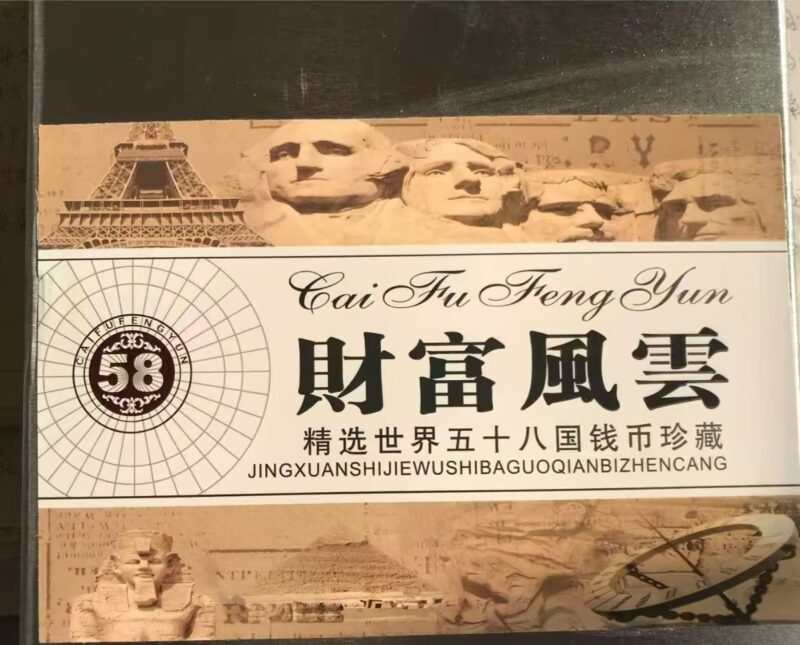 Cai Fu Feng Yun
CAIFUFENGYUN
58
財富風雲
精选世界五十八国钱币珍藏
JINGXUANSHIJIEWUSHIBAGUOQIANBIZHENCANG